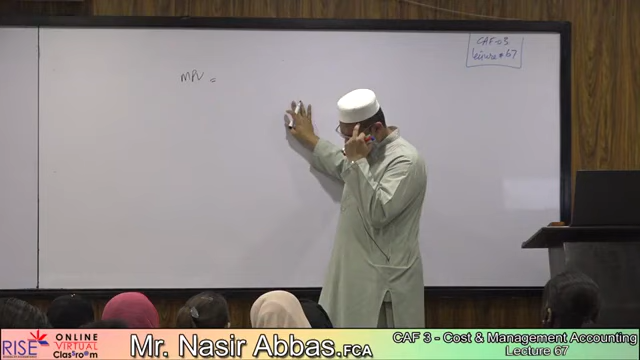 CAF-3
Lecture # 67
MPV =
RISE
ONLINE
VIRTUAL
Classroom
Mr. Nasir Abbas.FCA
CAF 3 - Cost & Management Accounting
Lecture 67